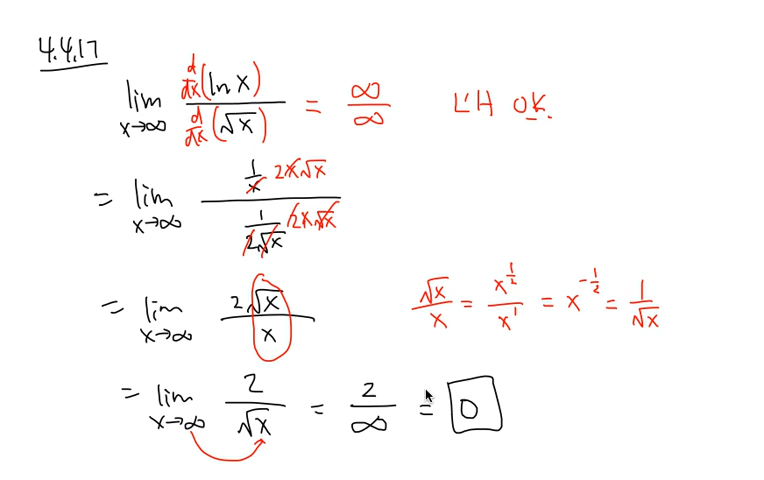 4.4.17
lim x→∞ d/dx(ln x) / d/dx(√x) = ∞/∞ L'H OK.
= lim x→∞ (1/x 2x√x) / (1/(2√x) 2x√x)
= lim x→∞ 2√x / x √x/x = x^(1/2)/x^1 = x^(-1/2) = 1/√x
= lim x→∞ 2/√x = 2/∞ = 0